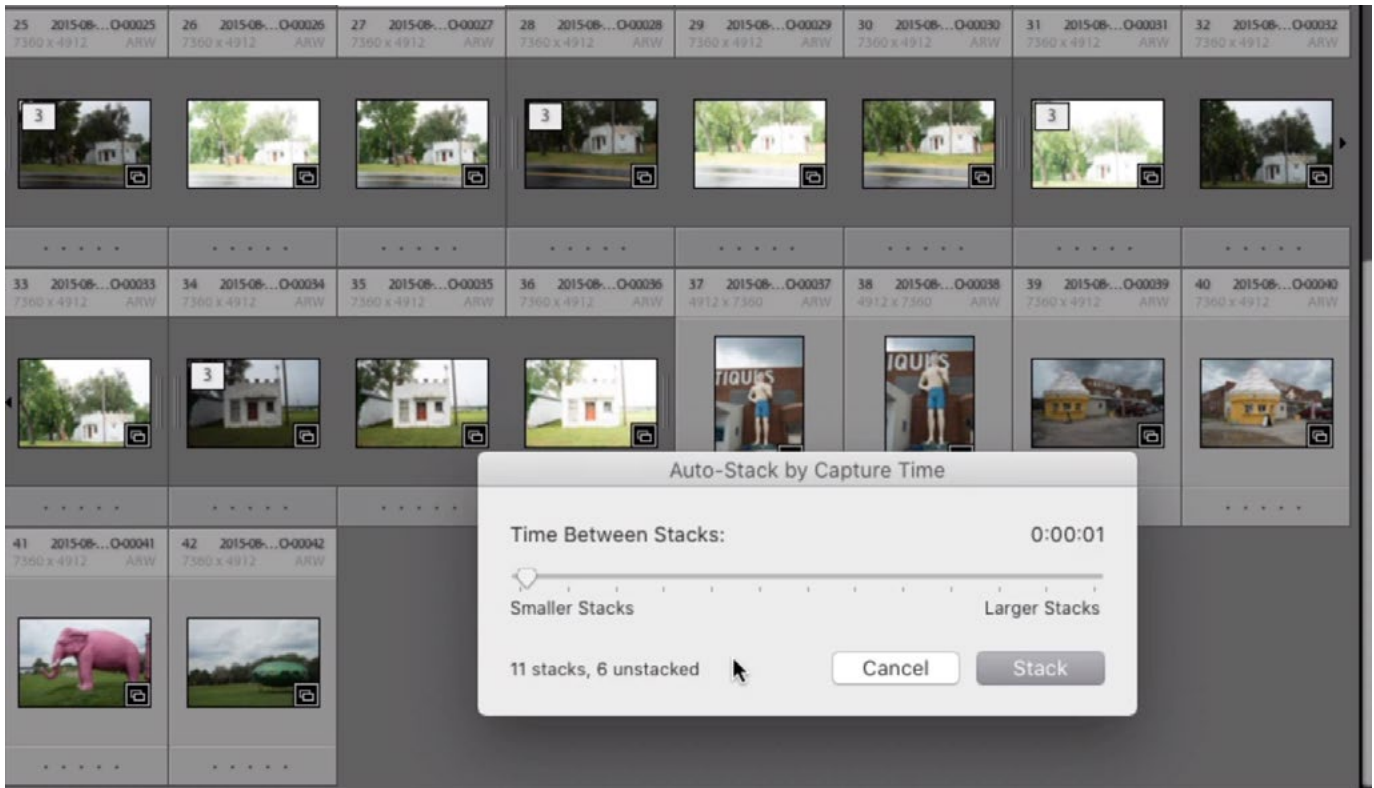 25 2015-08-...O-00025 26 2015-08-...O-00026 27 2015-08-...O-00027 28 2015-08-...O-00028 29 2015-08-...O-00029 30 2015-08-...O-00030 31 2015-08-...O-00031 32 2015-08-...O-00032
7360 x 4912 ARW 7360 x 4912 ARW 7360 x 4912 ARW 7360 x 4912 ARW 7360 x 4912 ARW 7360 x 4912 ARW 7360 x 4912 ARW 7360 x 4912 ARW
3 3 3
33 2015-08-...O-00033 34 2015-08-...O-00034 35 2015-08-...O-00035 36 2015-08-...O-00036 37 2015-08-...O-00037 38 2015-08-...O-00038 39 2015-08-...O-00039 40 2015-08-...O-00040
7360 x 4912 ARW 7360 x 4912 ARW 7360 x 4912 ARW 7360 x 4912 ARW 4912 x 7360 ARW 4912 x 7360 ARW 7360 x 4912 ARW 7360 x 4912 ARW
3 TIQUES IQUES
Auto-Stack by Capture Time
Time Between Stacks: 0:00:01
Smaller Stacks Larger Stacks
11 stacks, 6 unstacked Cancel Stack
41 2015-08-...O-00041 42 2015-08-...O-00042
7360 x 4912 ARW 7360 x 4912 ARW